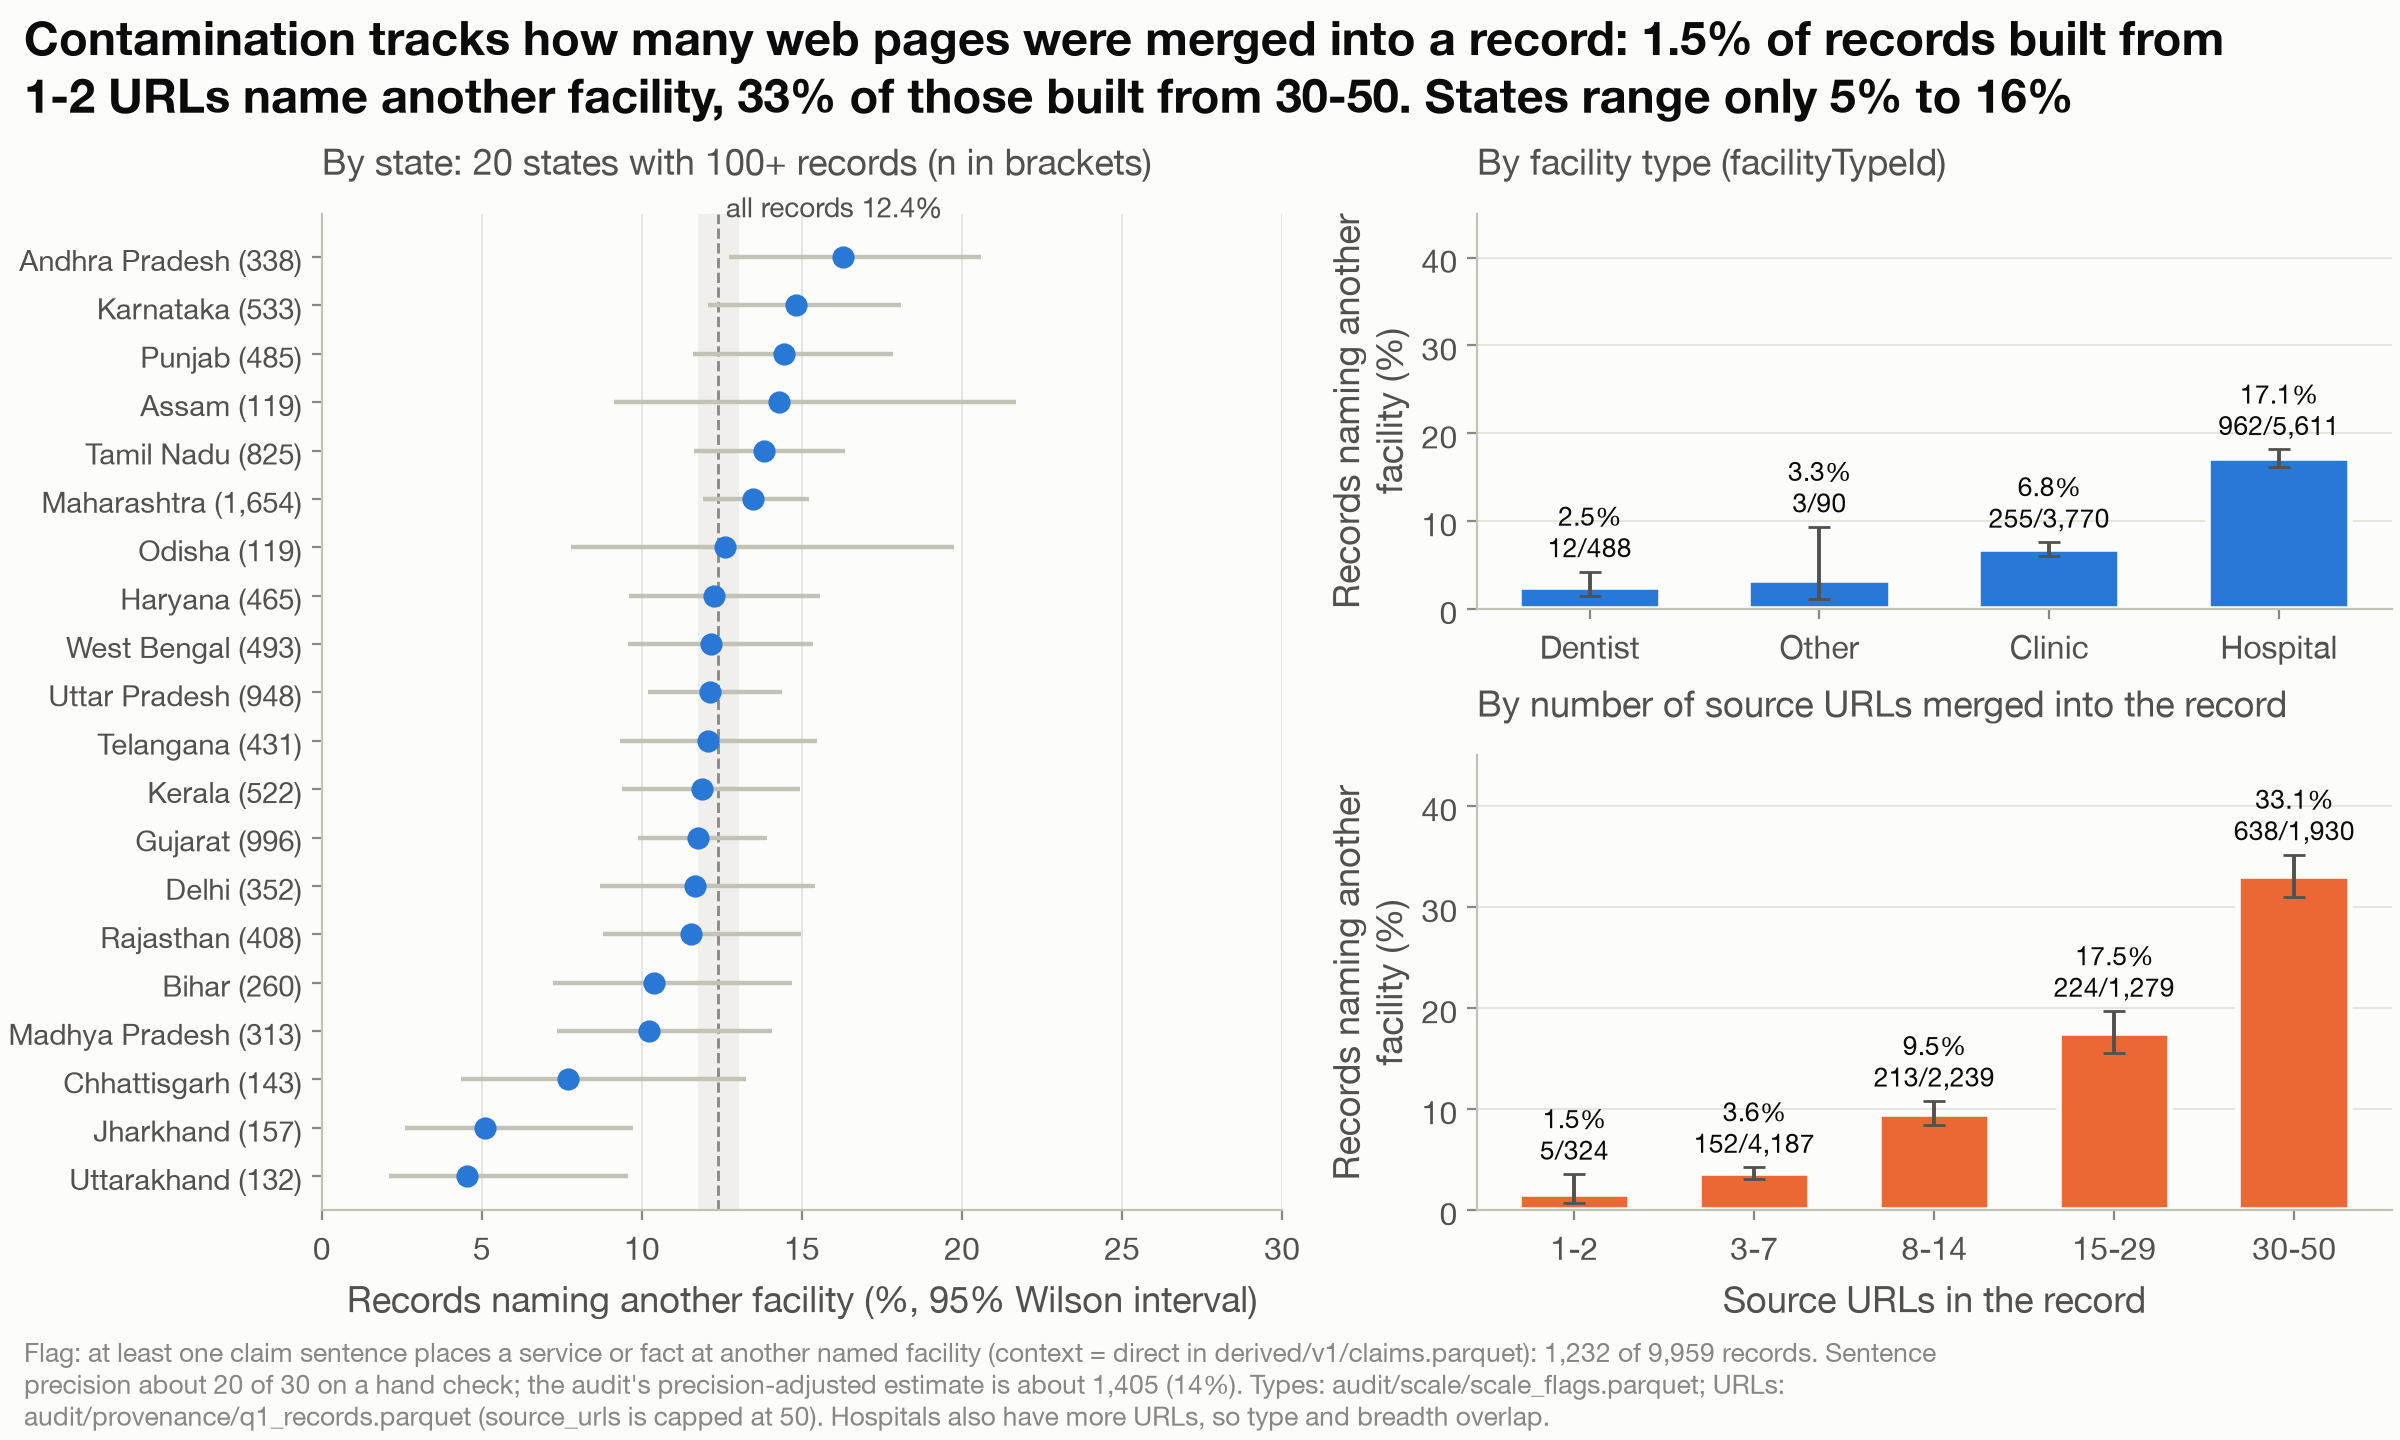 Contamination tracks how many web pages were merged into a record: 1.5% of records built from
1-2 URLs name another facility, 33% of those built from 30-50. States range only 5% to 16%
By state: 20 states with 100+ records (n in brackets)
all records 12.4%
Andhra Pradesh (338)
Karnataka (533)
Punjab (485)
Assam (119)
Tamil Nadu (825)
Maharashtra (1,654)
Odisha (119)
Haryana (465)
West Bengal (493)
Uttar Pradesh (948)
Telangana (431)
Kerala (522)
Gujarat (996)
Delhi (352)
Rajasthan (408)
Bihar (260)
Madhya Pradesh (313)
Chhattisgarh (143)
Jharkhand (157)
Uttarakhand (132)
0 5 10 15 20 25 30
Records naming another facility (%, 95% Wilson interval)
By facility type (facilityTypeId)
Records naming another
facility (%)
40
30
20
10
0
2.5%
12/488
3.3%
3/90
6.8%
255/3,770
17.1%
962/5,611
Dentist Other Clinic Hospital
By number of source URLs merged into the record
Records naming another
facility (%)
40
30
20
10
0
1.5%
5/324
3.6%
152/4,187
9.5%
213/2,239
17.5%
224/1,279
33.1%
638/1,930
1-2 3-7 8-14 15-29 30-50
Source URLs in the record
Flag: at least one claim sentence places a service or fact at another named facility (context = direct in derived/v1/claims.parquet): 1,232 of 9,959 records. Sentence
precision about 20 of 30 on a hand check; the audit's precision-adjusted estimate is about 1,405 (14%). Types: audit/scale/scale_flags.parquet; URLs:
audit/provenance/q1_records.parquet (source_urls is capped at 50). Hospitals also have more URLs, so type and breadth overlap.